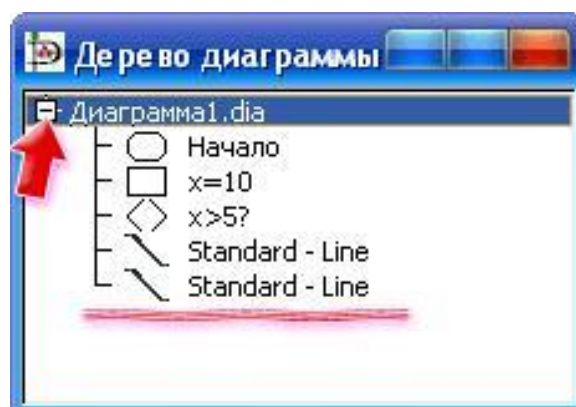 Дерево диаграммы
Диаграмма1.dia
Начало
x=10
x>5?
Standard - Line
Standard - Line